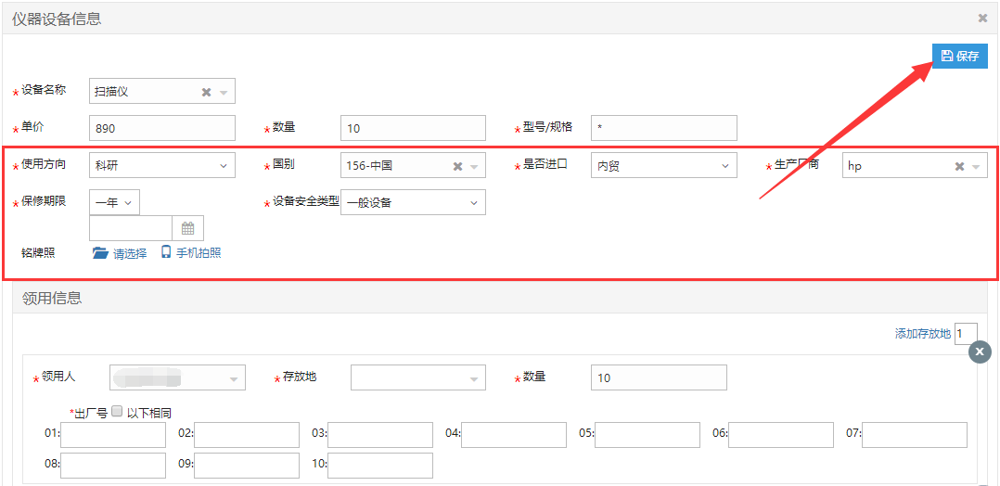 仪器设备信息
保存
*设备名称 扫描仪
*单价 890 *数量 10 *型号/规格 *
*使用方向 科研 *国别 156-中国 *是否进口 内贸 *生产厂商 hp
*保修期限 一年 *设备安全类型 一般设备
铭牌照 请选择 手机拍照
领用信息
添加存放地 1
*领用人 *存放地 *数量 10
*出厂号 以下相同
01: 02: 03: 04: 05: 06: 07:
08: 09: 10: